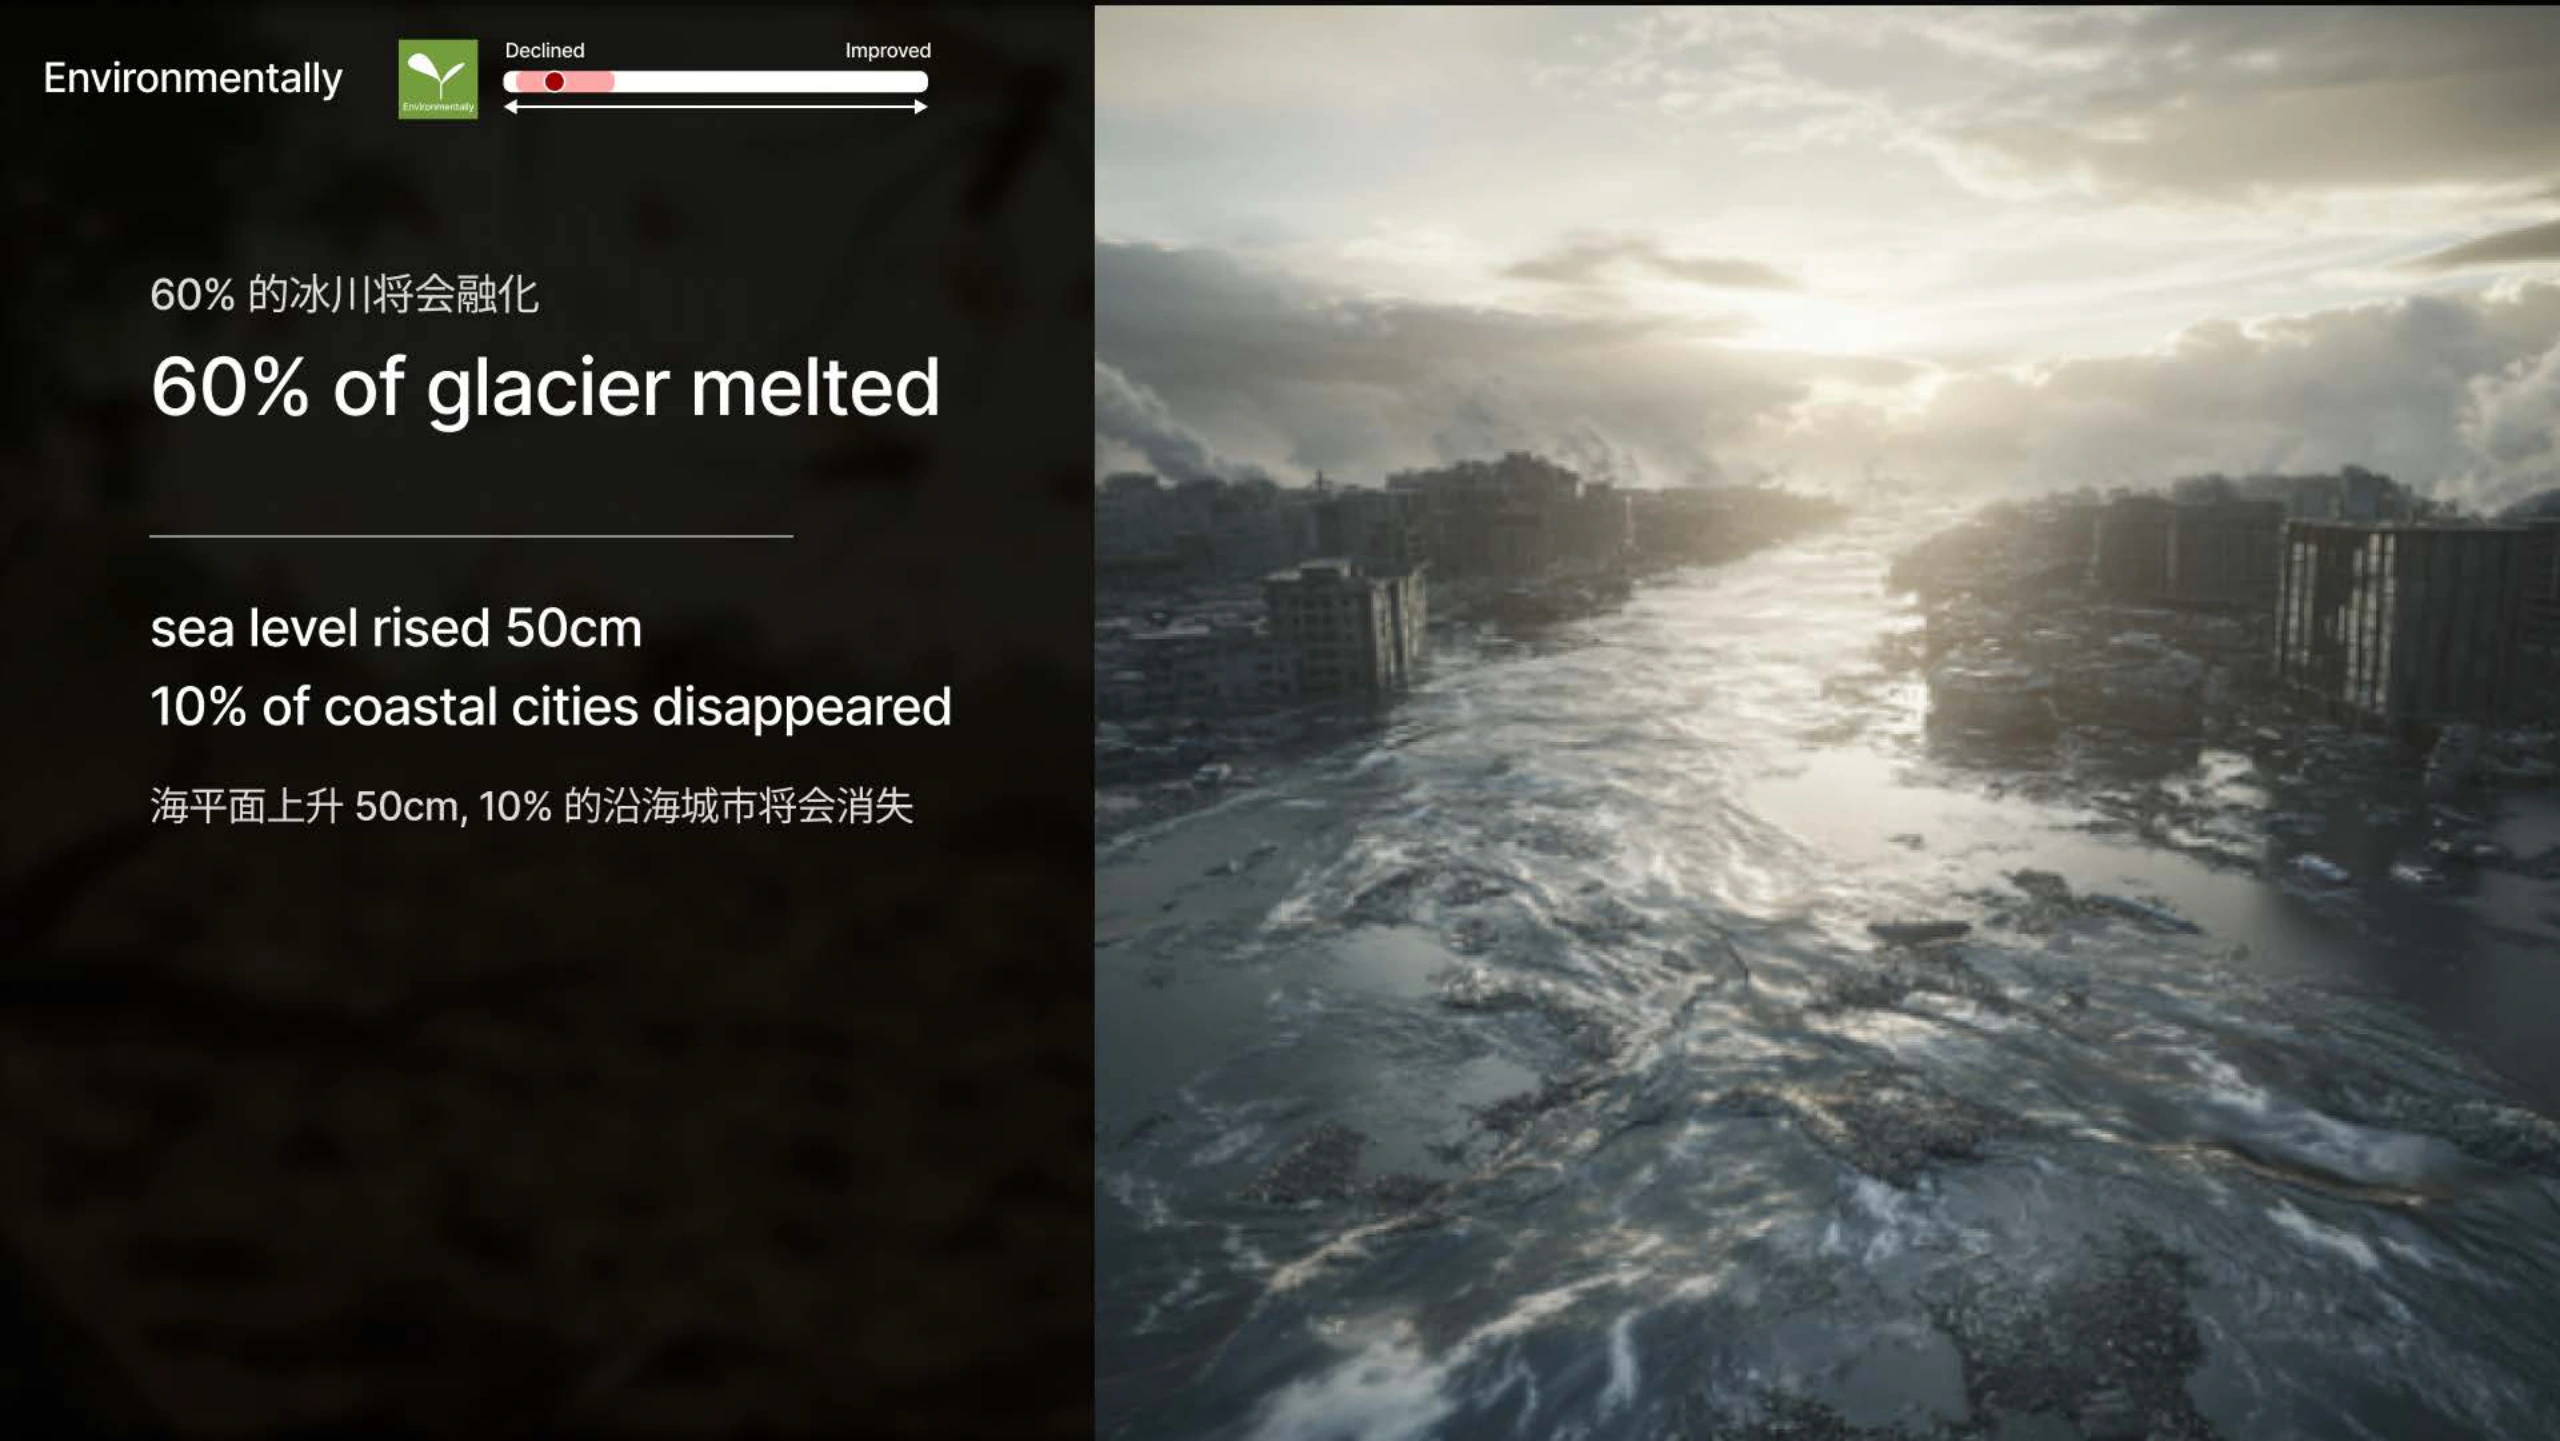 Environmentally
Environmentally
Declined
Improved
60% 的冰川将会融化
60% of glacier melted
sea level rised 50cm
10% of coastal cities disappeared
海平面上升 50cm, 10% 的沿海城市将会消失